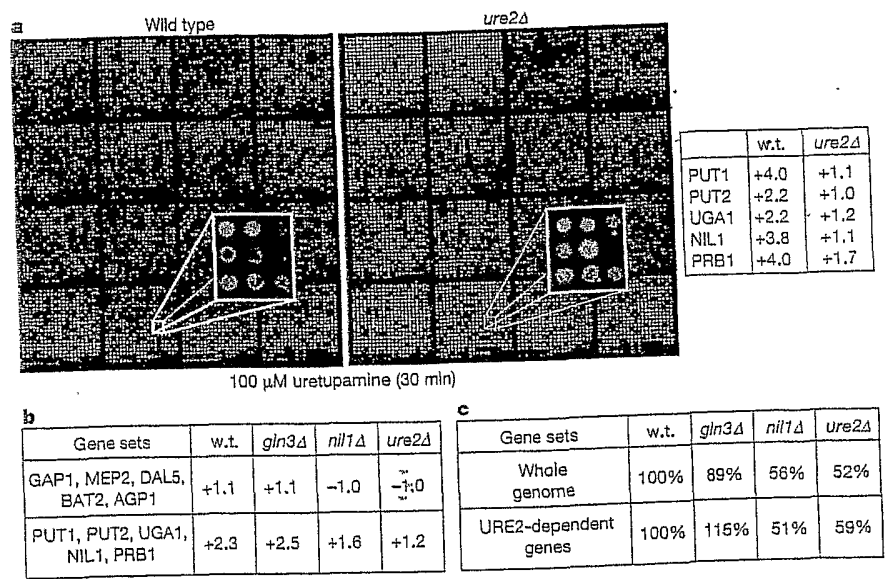 a
Wild type
ure2Δ
w.t. ure2Δ
PUT1 +4.0 +1.1
PUT2 +2.2 +1.0
UGA1 +2.2 +1.2
NIL1 +3.8 +1.1
PRB1 +4.0 +1.7
100 μM uretupamine (30 min)
b
Gene sets w.t. gln3Δ nil1Δ ure2Δ
GAP1, MEP2, DAL5,
BAT2, AGP1
+1.1 +1.1 −1.0 −1.0
PUT1, PUT2, UGA1,
NIL1, PRB1
+2.3 +2.5 +1.6 +1.2
c
Gene sets w.t. gln3Δ nil1Δ ure2Δ
Whole
genome
100% 89% 56% 52%
URE2-dependent
genes
100% 115% 51% 59%